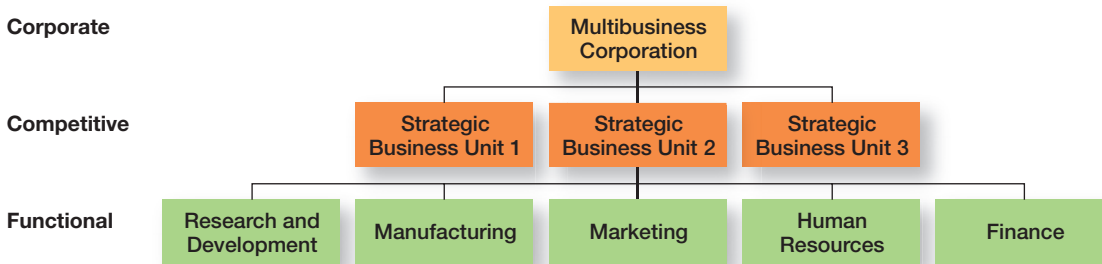 Corporate
Multibusiness
Corporation
Competitive
Strategic
Business Unit 1
Strategic
Business Unit 2
Strategic
Business Unit 3
Functional
Research and
Development
Manufacturing
Marketing
Human
Resources
Finance